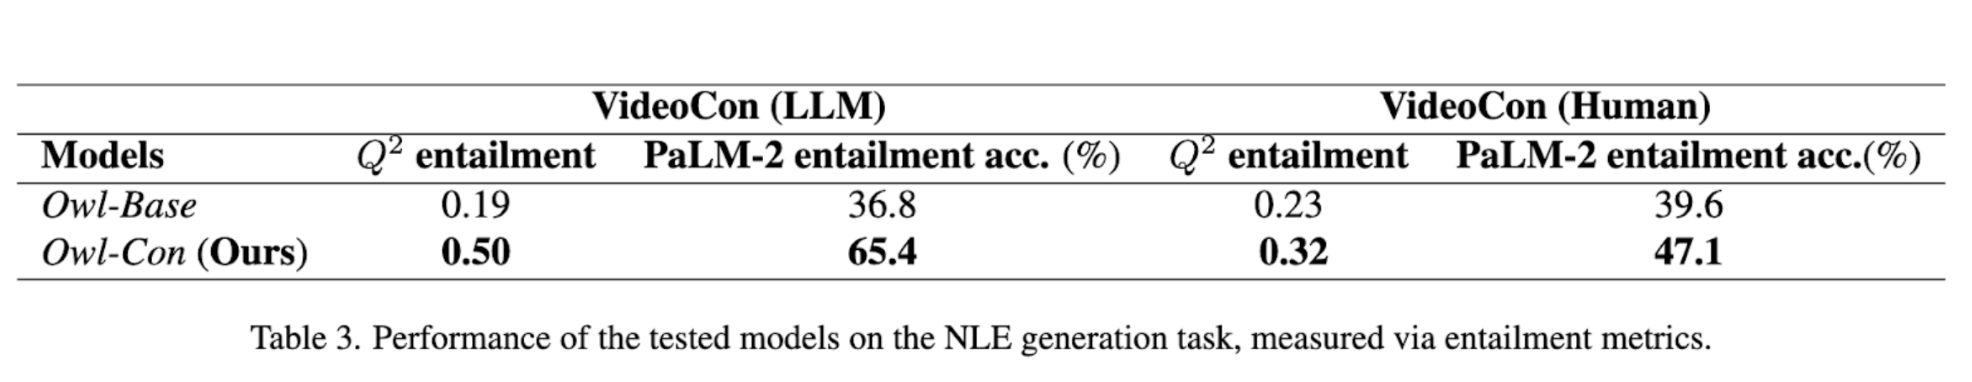 VideoCon (LLM) VideoCon (Human)
Models Q² entailment PaLM-2 entailment acc. (%) Q² entailment PaLM-2 entailment acc.(%)
Owl-Base 0.19 36.8 0.23 39.6
Owl-Con (Ours) 0.50 65.4 0.32 47.1
Table 3. Performance of the tested models on the NLE generation task, measured via entailment metrics.